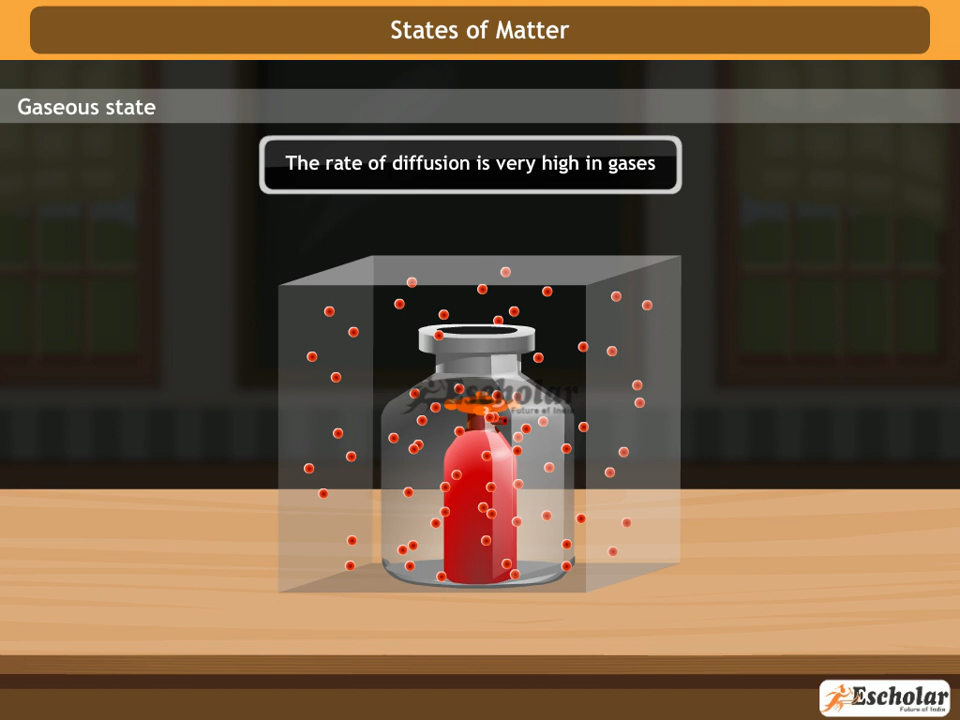 States of Matter
Gaseous state
The rate of diffusion is very high in gases
Escholar
Future of India
Escholar
Future of India